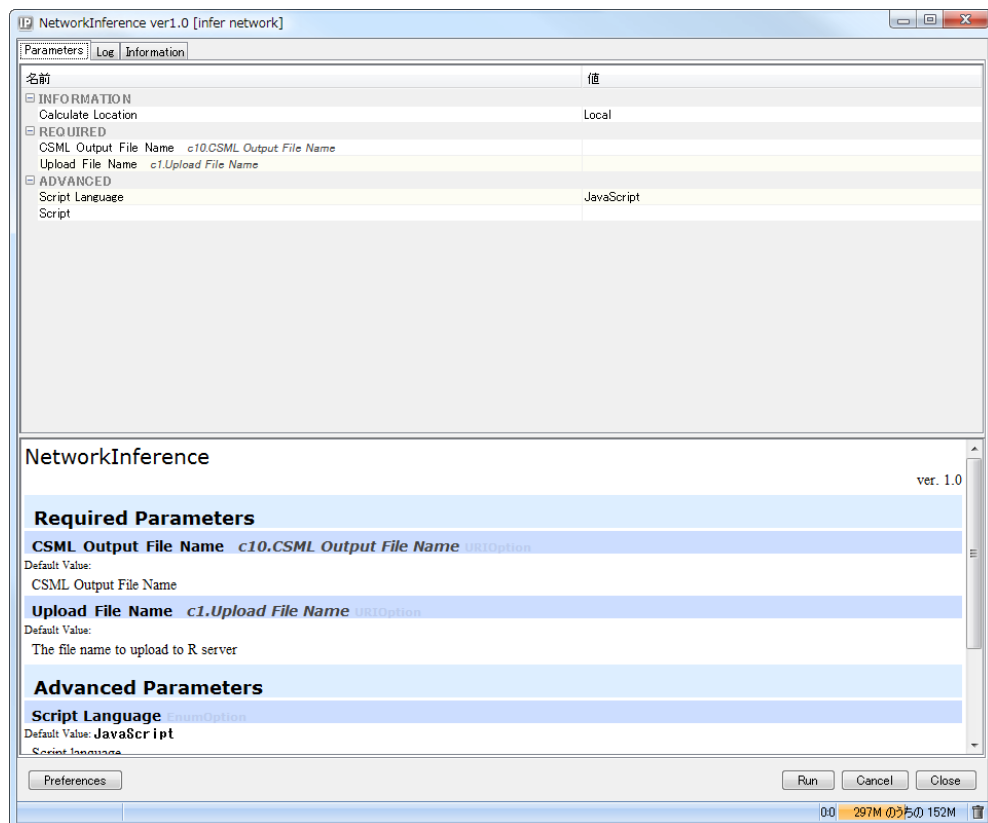 NetworkInference ver1.0 [infer network]
Parameters Log Information
名前 値
INFORMATION
Calculate Location Local
REQUIRED
CSML Output File Name c10.CSML Output File Name
Upload File Name c1.Upload File Name
ADVANCED
Script Language JavaScript
Script
NetworkInference
ver. 1.0
Required Parameters
CSML Output File Name c10.CSML Output File Name URIOption
Default Value:
CSML Output File Name
Upload File Name c1.Upload File Name URIOption
Default Value:
The file name to upload to R server
Advanced Parameters
Script Language EnumOption
Default Value: JavaScript
Script language
Preferences Run Cancel Close
0:0 297M のうちの 152M